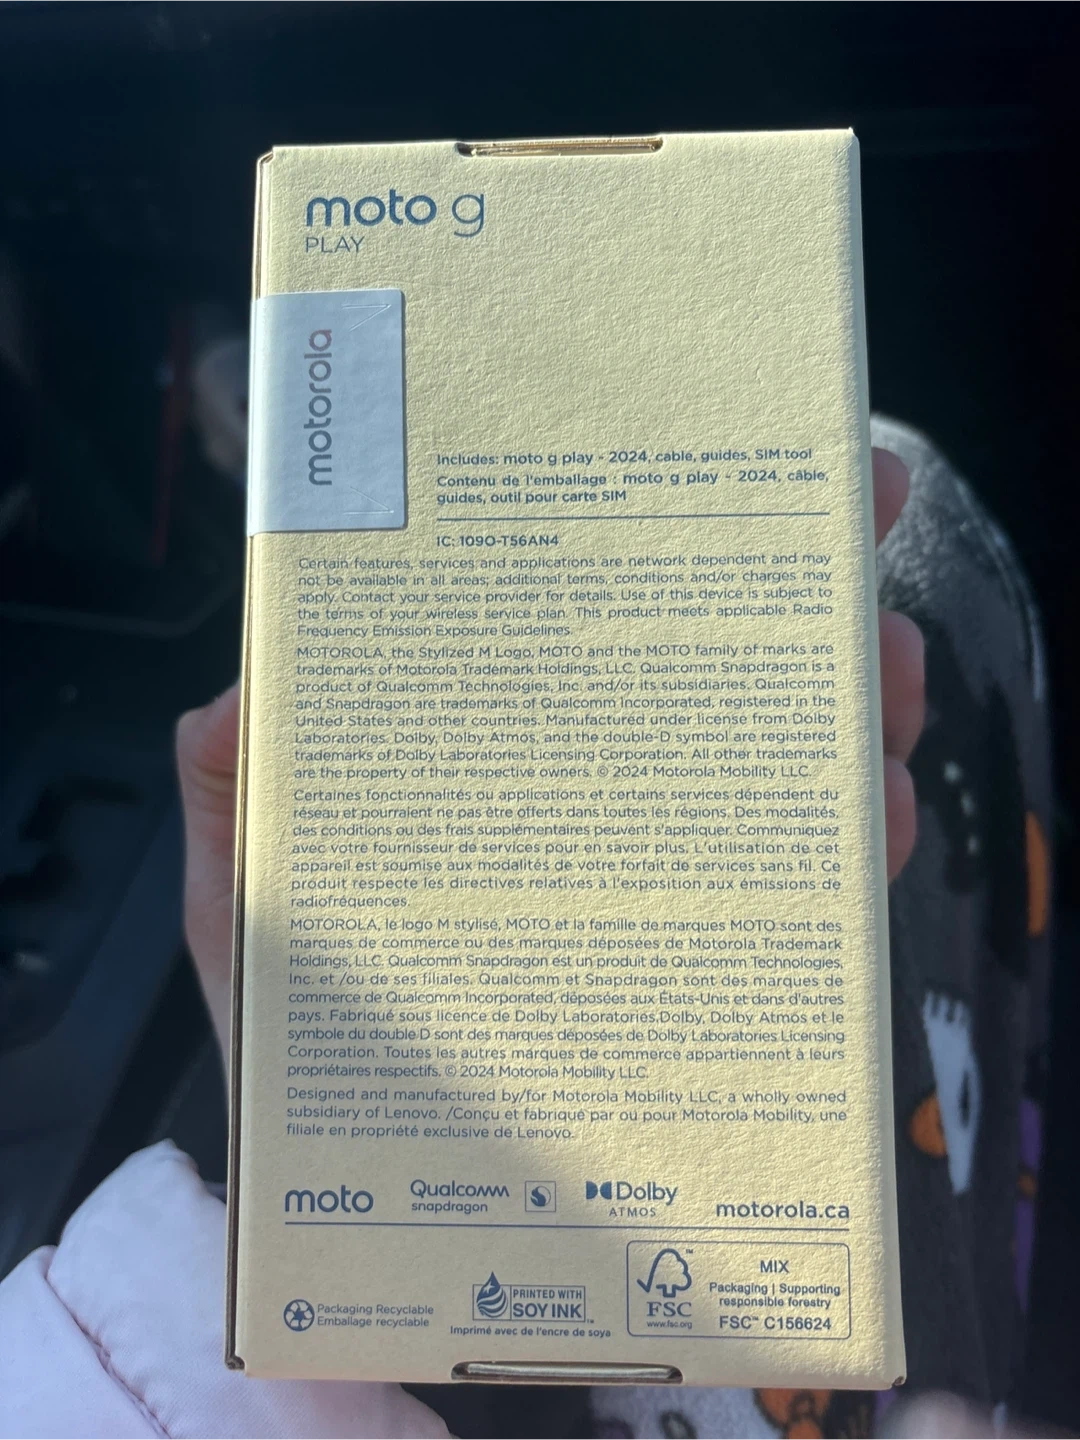 moto g
PLAY
motorola
Includes: moto g play - 2024, cable, guides, SIM tool
Contenu de l'emballage : moto g play - 2024, câble,
guides, outil pour carte SIM
IC: 109O-T56AN4
Certain features, services and applications are network dependent and may
not be available in all areas; additional terms, conditions and/or charges may
apply. Contact your service provider for details. Use of this device is subject to
the terms of your wireless service plan. This product meets applicable Radio
Frequency Emission Exposure Guidelines.
MOTOROLA, the Stylized M Logo, MOTO and the MOTO family of marks are
trademarks of Motorola Trademark Holdings, LLC. Qualcomm Snapdragon is a
product of Qualcomm Technologies, Inc. and/or its subsidiaries. Qualcomm
and Snapdragon are trademarks of Qualcomm Incorporated, registered in the
United States and other countries. Manufactured under license from Dolby
Laboratories. Dolby, Dolby Atmos, and the double-D symbol are registered
trademarks of Dolby Laboratories Licensing Corporation. All other trademarks
are the property of their respective owners. © 2024 Motorola Mobility LLC.
Certaines fonctionnalités ou applications et certains services dépendent du
réseau et pourraient ne pas être offerts dans toutes les régions. Des modalités,
des conditions ou des frais supplémentaires peuvent s'appliquer. Communiquez
avec votre fournisseur de services pour en savoir plus. L'utilisation de cet
appareil est soumise aux modalités de votre forfait de services sans fil. Ce
produit respecte les directives relatives à l'exposition aux émissions de
radiofréquences.
MOTOROLA, le logo M stylisé, MOTO et la famille de marques MOTO sont des
marques de commerce ou des marques déposées de Motorola Trademark
Holdings, LLC. Qualcomm Snapdragon est un produit de Qualcomm Technologies,
Inc. et /ou de ses filiales. Qualcomm et Snapdragon sont des marques de
commerce de Qualcomm Incorporated, déposées aux États-Unis et dans d'autres
pays. Fabriqué sous licence de Dolby Laboratories.Dolby, Dolby Atmos et le
symbole du double D sont des marques déposées de Dolby Laboratories Licensing
Corporation. Toutes les autres marques de commerce appartiennent à leurs
propriétaires respectifs. © 2024 Motorola Mobility LLC.
Designed and manufactured by/for Motorola Mobility LLC, a wholly owned
subsidiary of Lenovo. /Conçu et fabriqué par ou pour Motorola Mobility, une
filiale en propriété exclusive de Lenovo.
moto
Qualcomm
snapdragon
Dolby
ATMOS
motorola.ca
Packaging Recyclable
Emballage recyclable
PRINTED WITH
SOY INK™
Imprimé avec de l'encre de soya
FSC™
www.fsc.org
MIX
Packaging | Supporting
responsible forestry
FSC™ C156624